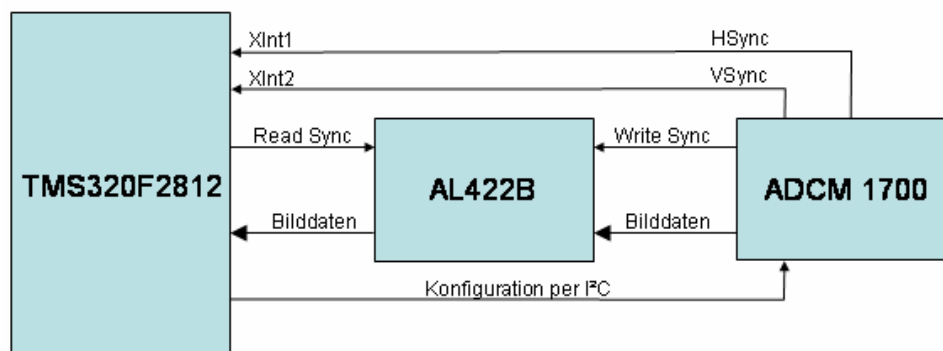 XInt1
HSync
XInt2
VSync
Read Sync
Write Sync
TMS320F2812
AL422B
ADCM 1700
Bilddaten
Bilddaten
Konfiguration per I²C